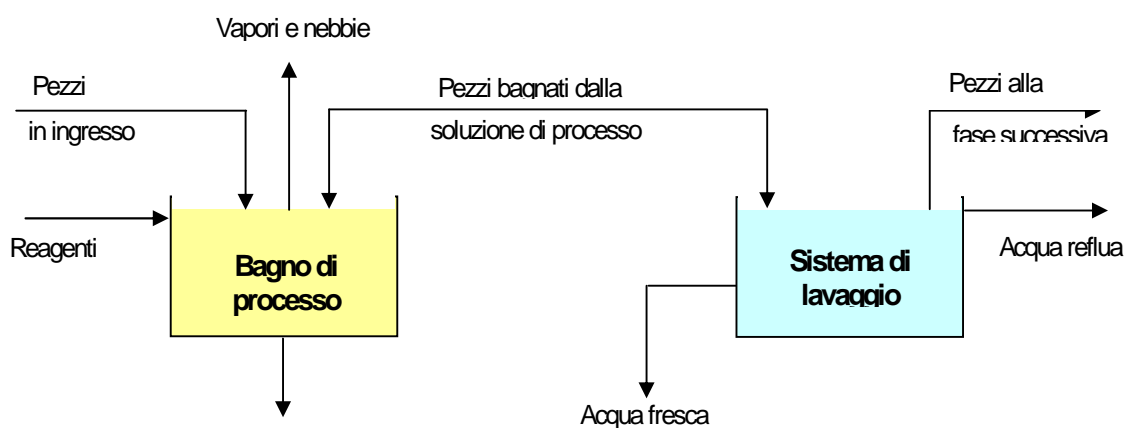 Vapori e nebbie
Pezzi
in ingresso
Pezzi bagnati dalla
soluzione di processo
Pezzi alla
fase successiva
Reagenti
Bagno di
processo
Sistema di
lavaggio
Acqua reflua
Acqua fresca